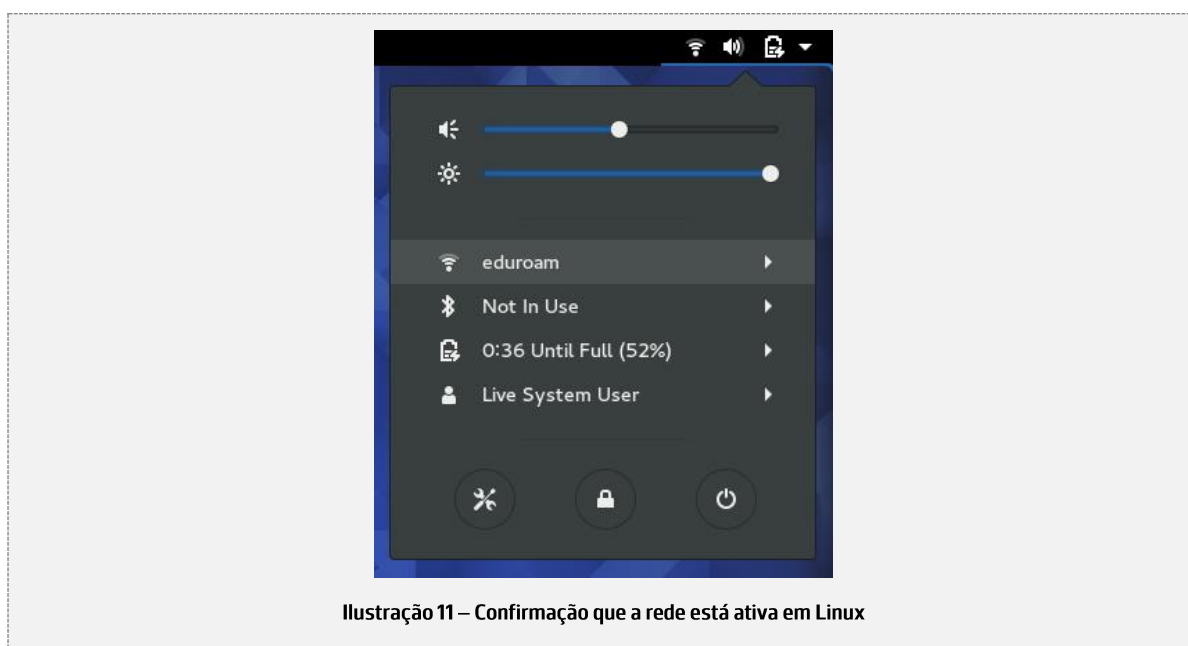 eduroam
Not In Use
0:36 Until Full (52%)
Live System User
Ilustração 11 – Confirmação que a rede está ativa em Linux